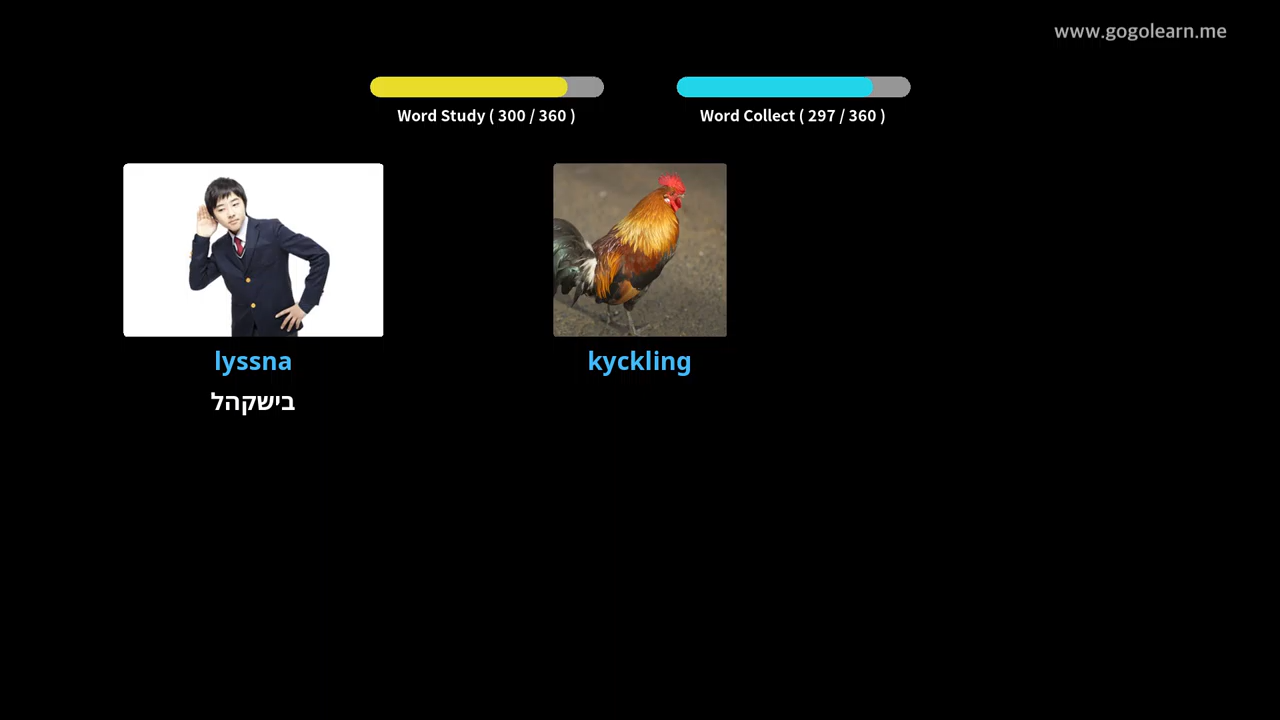 www.gogolearn.me
Word Study ( 300 / 360 )
Word Collect ( 297 / 360 )
lyssna
kyckling
בישקהל